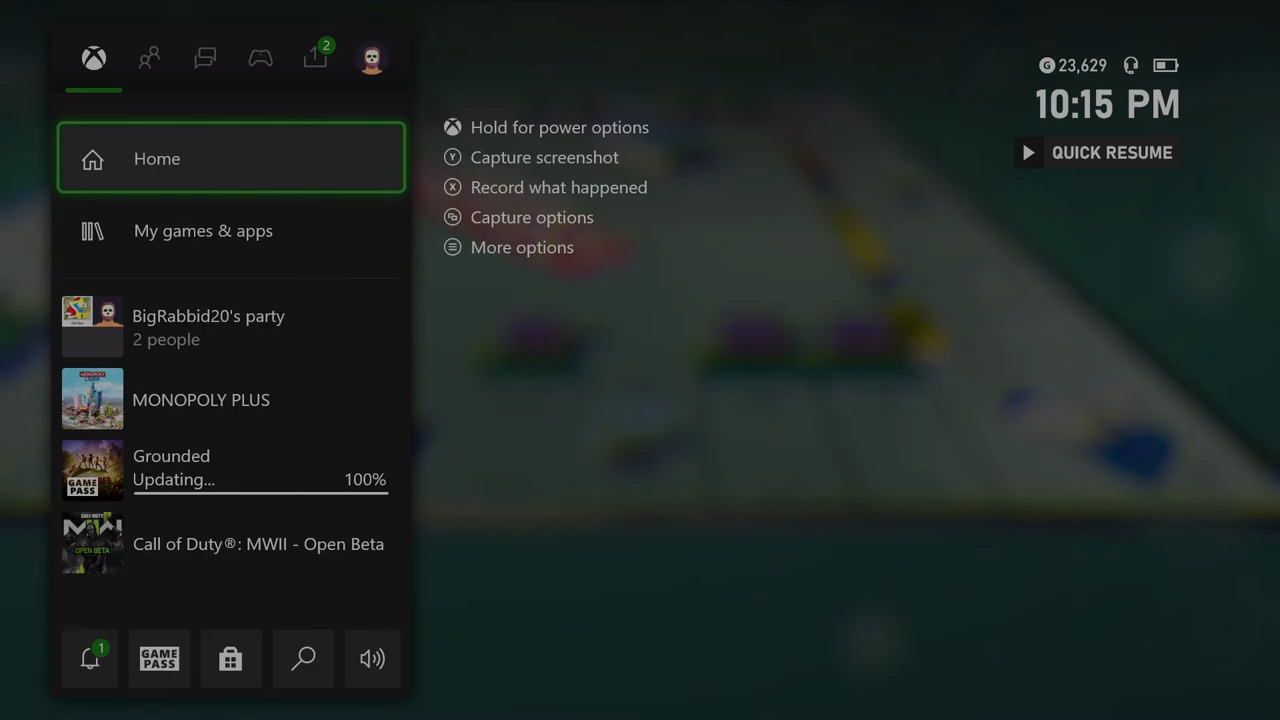 2
Home
My games & apps
BigRabbid20's party
2 people
MONOPOLY PLUS
Grounded
Updating...
100%
GAME PASS
Call of Duty®: MWII - Open Beta
OPEN BETA
1
GAME PASS
Hold for power options
Y Capture screenshot
X Record what happened
Capture options
More options
G 23,629
10:15 PM
QUICK RESUME